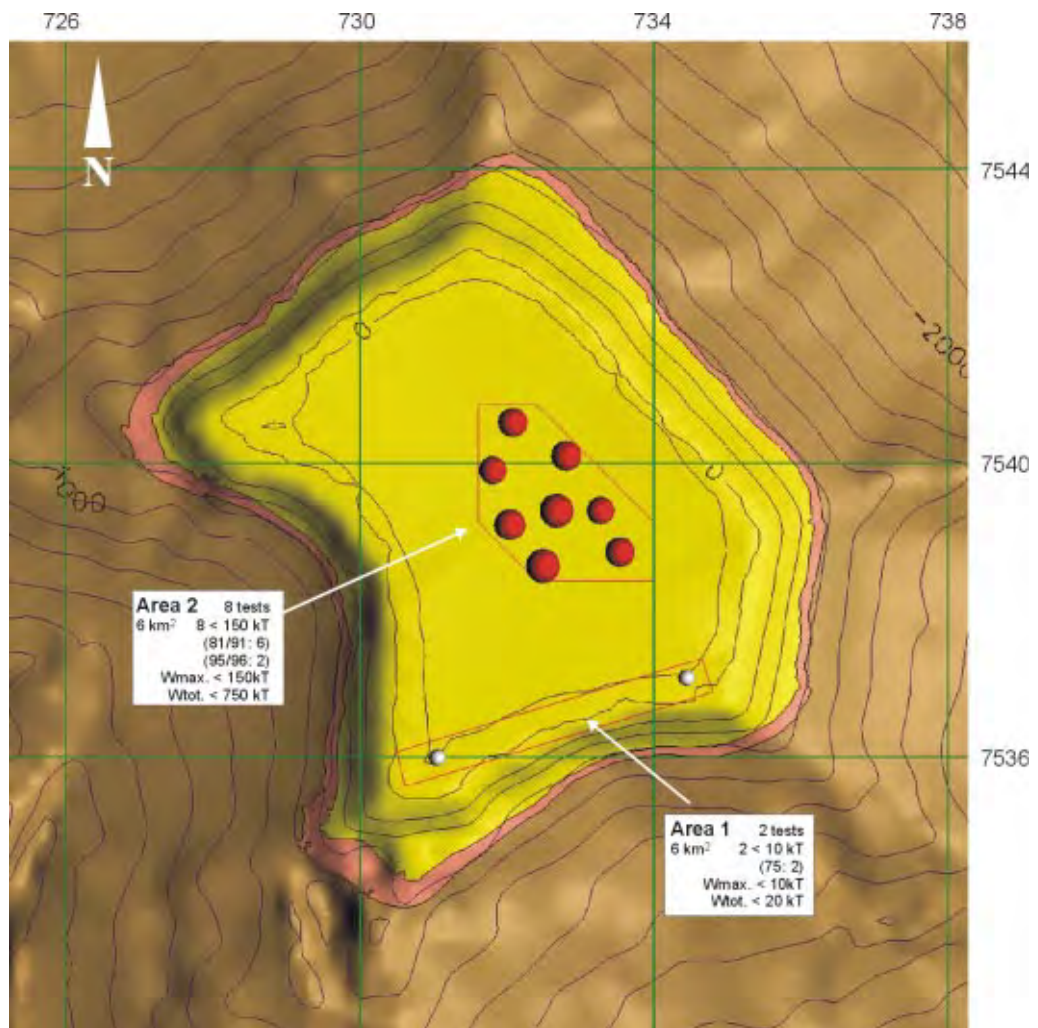 726 730 734 738
N
7544
-2000
0
7540
0
-1000
Area 2 8 tests
6 km² 8 < 150 kT
(81/91: 6)
(95/96: 2)
Wmax. < 150kT
Wtot. < 750 kT
7536
Area 1 2 tests
6 km² 2 < 10 kT
(75: 2)
Wmax. < 10kT
Wtot. < 20 kT